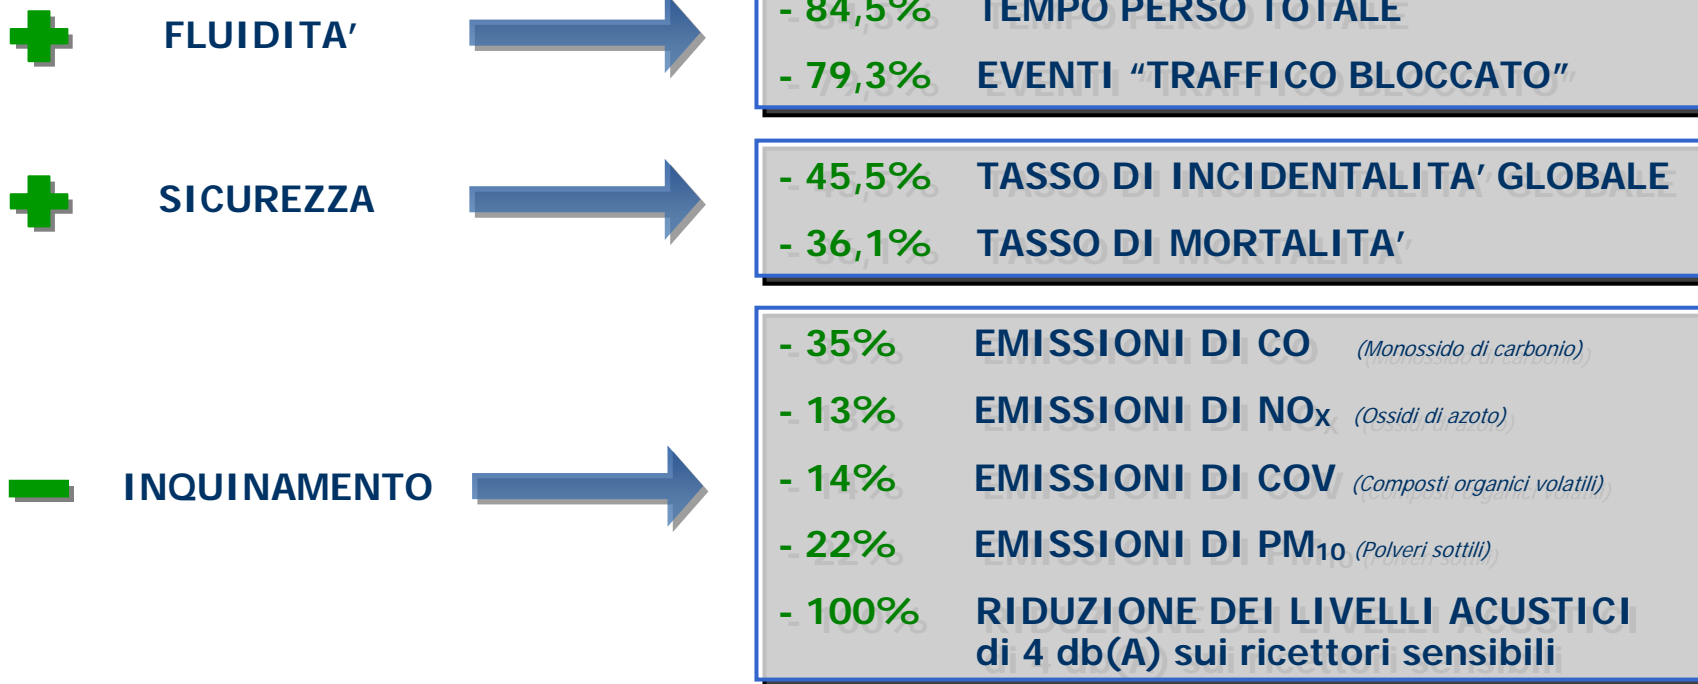 FLUIDITA’
- 84,5% TEMPO PERSO TOTALE
- 79,3% EVENTI “TRAFFICO BLOCCATO”
SICUREZZA
- 45,5% TASSO DI INCIDENTALITA’ GLOBALE
- 36,1% TASSO DI MORTALITA’
INQUINAMENTO
- 35% EMISSIONI DI CO (Monossido di carbonio)
- 13% EMISSIONI DI NOX (Ossidi di azoto)
- 14% EMISSIONI DI COV (Composti organici volatili)
- 22% EMISSIONI DI PM10 (Polveri sottili)
- 100% RIDUZIONE DEI LIVELLI ACUSTICI
di 4 db(A) sui ricettori sensibili